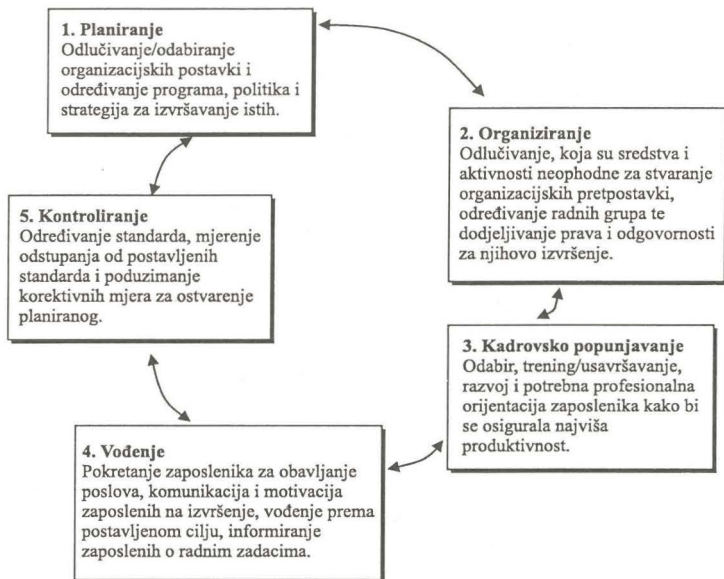 1. Planiranje
Odlučivanje/odabiranje
organizacijskih postavki i
određivanje programa, politika i
strategija za izvršavanje istih.
2. Organiziranje
Odlučivanje, koja su sredstva i
aktivnosti neophodne za stvaranje
organizacijskih pretpostavki,
određivanje radnih grupa te
dodjeljivanje prava i odgovornosti
za njihovo izvršenje.
3. Kadrovsko popunjavanje
Odabir, trening/usavršavanje,
razvoj i potrebna profesionalna
orijentacija zaposlenika kako bi
se osigurala najviša
produktivnost.
4. Vođenje
Pokretanje zaposlenika za obavljanje
poslova, komunikacija i motivacija
zaposlenih na izvršenje, vođenje prema
postavljenom cilju, informiranje
zaposlenih o radnim zadacima.
5. Kontroliranje
Određivanje standarda, mjerenje
odstupanja od postavljenih
standarda i poduzimanje
korektivnih mjera za ostvarenje
planiranog.